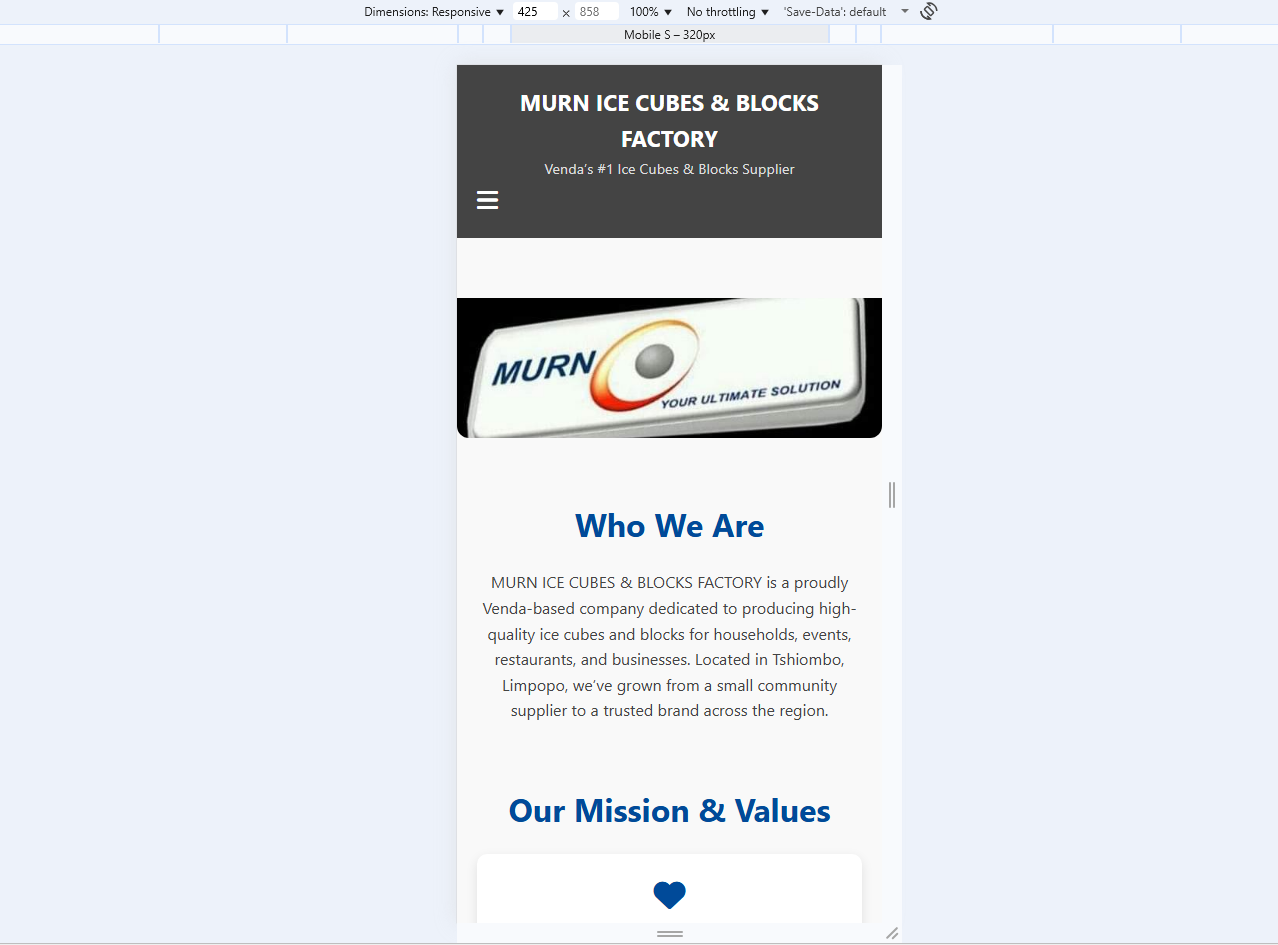 Dimensions: Responsive ▼ 425 × 858 100% ▼ No throttling ▼ 'Save-Data': default
Mobile S – 320px
MURN ICE CUBES & BLOCKS
FACTORY
Venda's #1 Ice Cubes & Blocks Supplier
MURN
YOUR ULTIMATE SOLUTION
Who We Are
MURN ICE CUBES & BLOCKS FACTORY is a proudly
Venda-based company dedicated to producing high-
quality ice cubes and blocks for households, events,
restaurants, and businesses. Located in Tshiombo,
Limpopo, we've grown from a small community
supplier to a trusted brand across the region.
Our Mission & Values